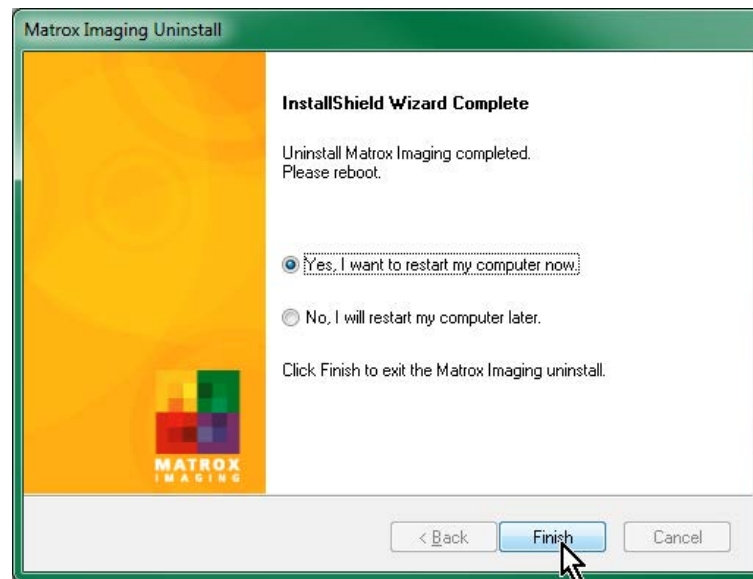 Matrox Imaging Uninstall
InstallShield Wizard Complete
Uninstall Matrox Imaging completed.
Please reboot.
Yes, I want to restart my computer now.
No, I will restart my computer later.
Click Finish to exit the Matrox Imaging uninstall.
MATROX
IMAGING
< Back
Finish
Cancel